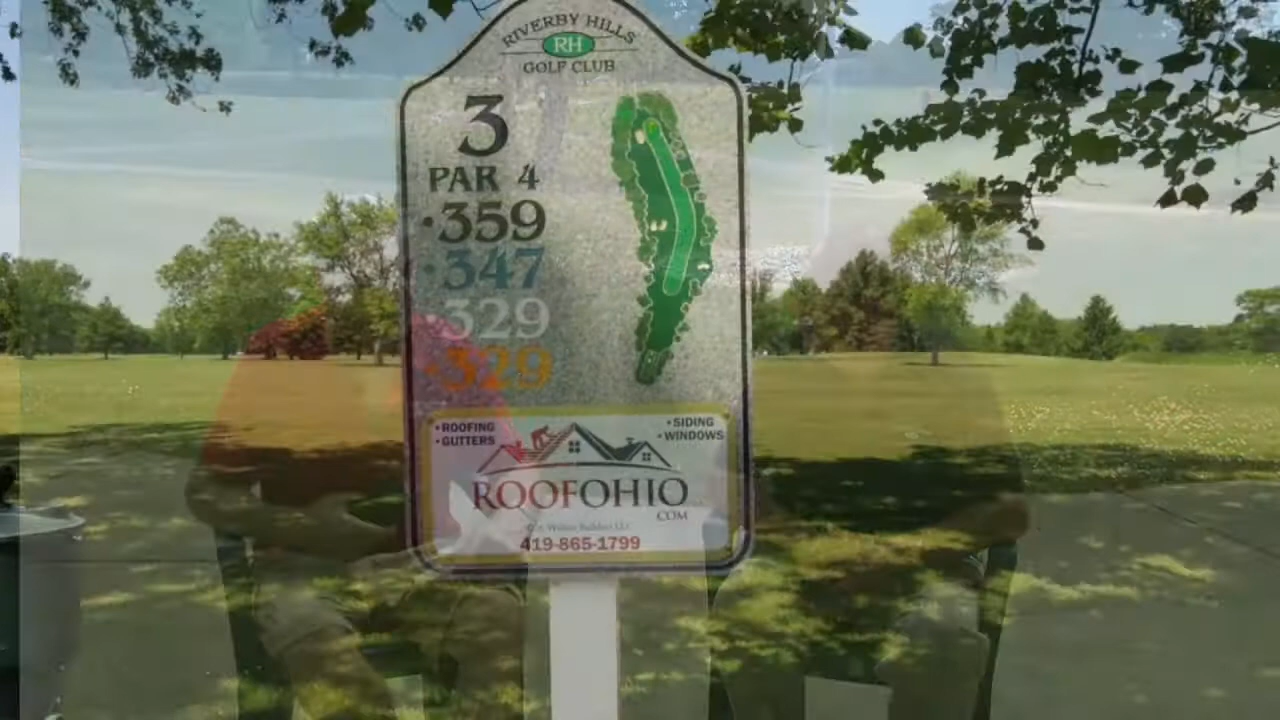 RIVERBY HILLS
RH
GOLF CLUB
3
PAR 4
·359
·347
·329
·329
•ROOFING
•GUTTERS
•SIDING
•WINDOWS
ROOFOHIO
COM
419-865-1799